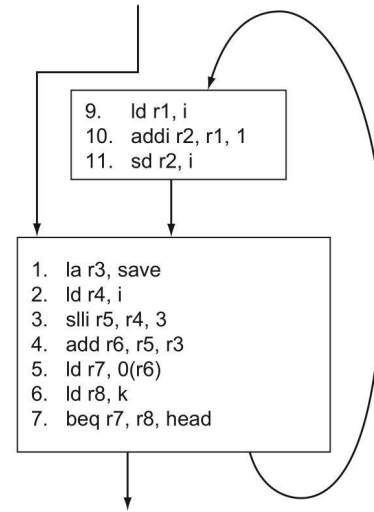 9. ld r1, i
10. addi r2, r1, 1
11. sd r2, i
1. la r3, save
2. ld r4, i
3. slli r5, r4, 3
4. add r6, r5, r3
5. ld r7, 0(r6)
6. ld r8, k
7. beq r7, r8, head